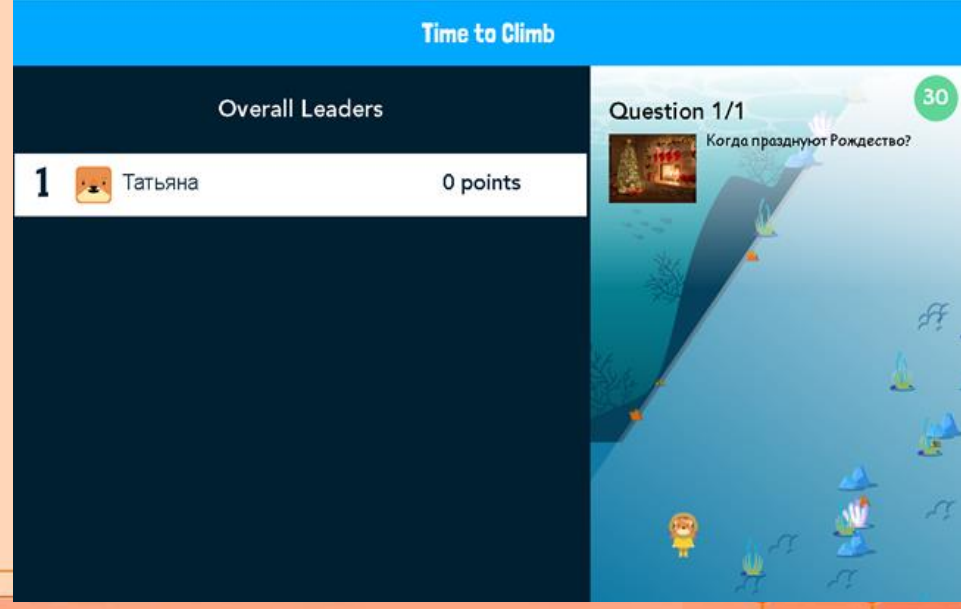 Time to Climb
Overall Leaders
1 Татьяна 0 points
30
Question 1/1
Когда празднуют Рождество?